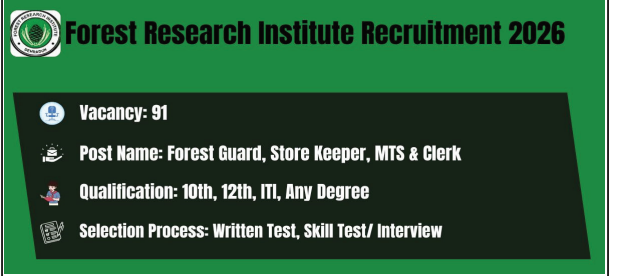 Forest Research Institute Recruitment 2026
Vacancy: 91
Post Name: Forest Guard, Store Keeper, MTS & Clerk
Qualification: 10th, 12th, ITI, Any Degree
Selection Process: Written Test, Skill Test/ Interview